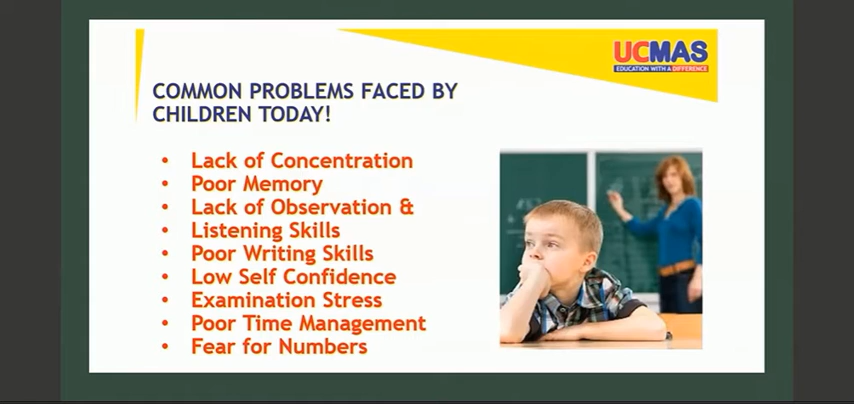 UCMAS
EDUCATION WITH A DIFFERENCE
COMMON PROBLEMS FACED BY
CHILDREN TODAY!
• Lack of Concentration
• Poor Memory
• Lack of Observation &
• Listening Skills
• Poor Writing Skills
• Low Self Confidence
• Examination Stress
• Poor Time Management
• Fear for Numbers